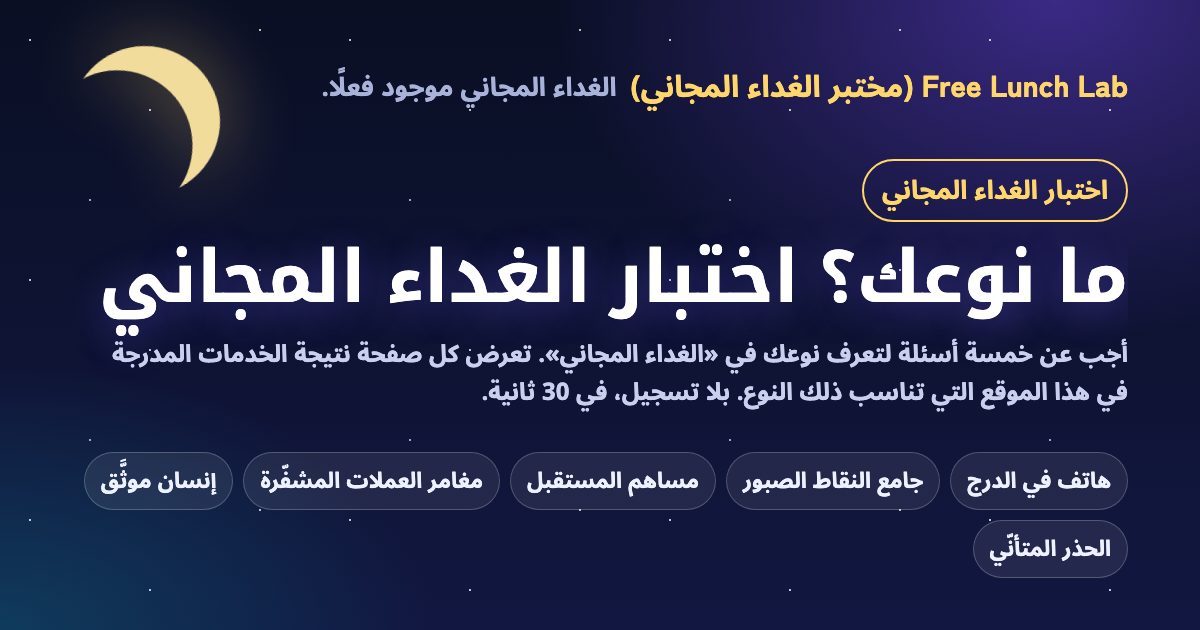 Free Lunch Lab (مختبر الغداء المجاني) الغداء المجاني موجود فعلًا.
اختبار الغداء المجاني
ما نوعك؟ اختبار الغداء المجاني
أجب عن خمسة أسئلة لتعرف نوعك في «الغداء المجاني». تعرض كل صفحة نتيجة الخدمات المدرجة
في هذا الموقع التي تناسب ذلك النوع. بلا تسجيل، في 30 ثانية.
هاتف في الدرج جامع النقاط الصبور مساهم المستقبل مغامر العملات المشفّرة إنسان موثَّق
الحذر المتأنّي